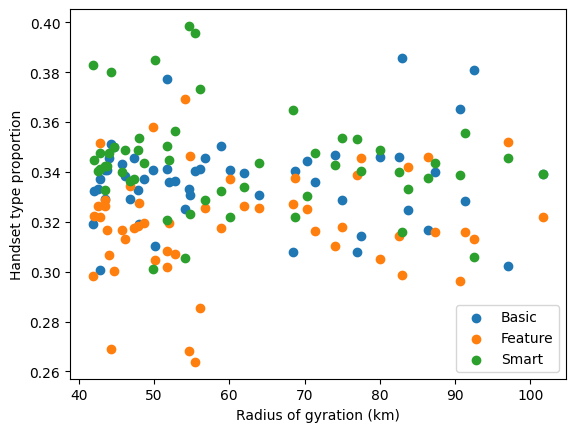 0.40
0.38
0.36
0.34
0.32
0.30
0.28
0.26
Handset type proportion
40 50 60 70 80 90 100
Radius of gyration (km)
Basic
Feature
Smart